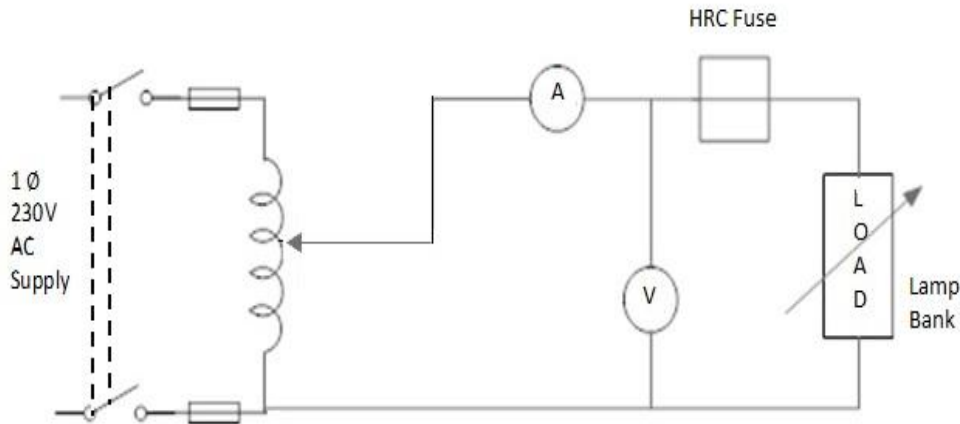 HRC Fuse
A
1 Ø
230V
AC
Supply
V
L
O
A
D
Lamp
Bank